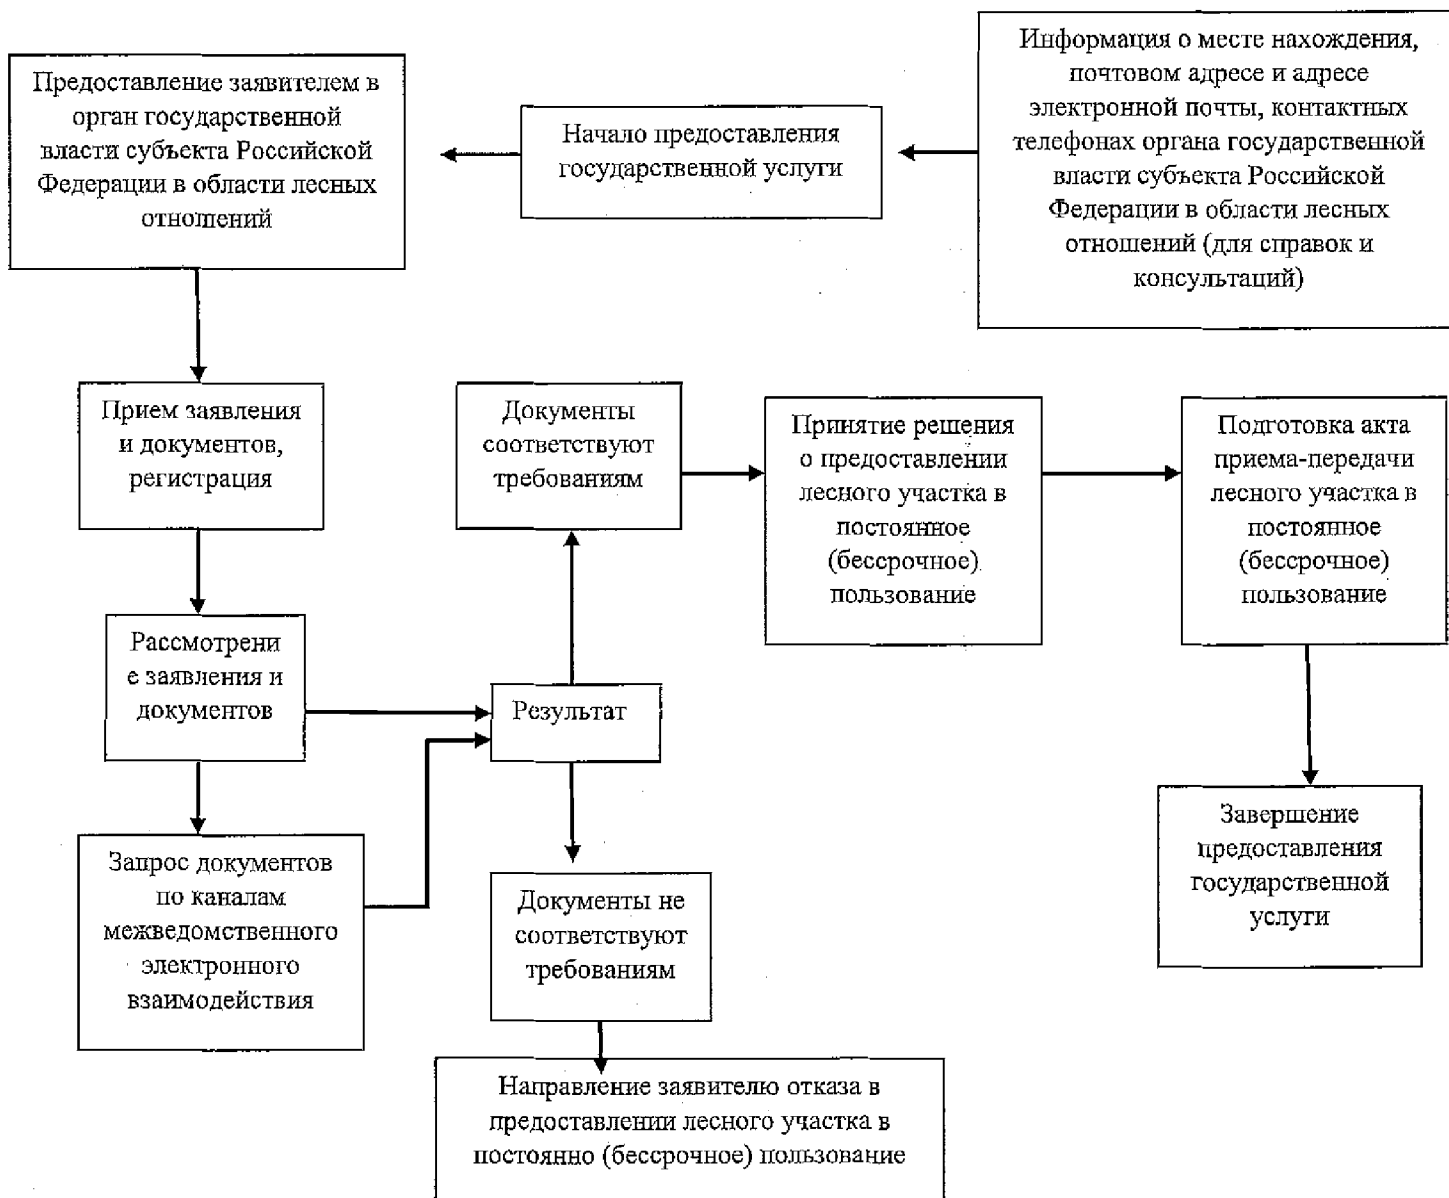 Информация о месте нахождения,
почтовом адресе и адресе
электронной почты, контактных
телефонах органа государственной
власти субъекта Российской
Федерации в области лесных
отношений (для справок и
консультаций)
Начало предоставления
государственной услуги
Предоставление заявителем в
орган государственной
власти субъекта Российской
Федерации в области лесных
отношений
Прием заявления
и документов,
регистрация
Рассмотрени
е заявления и
документов
Запрос документов
по каналам
межведомственного
электронного
взаимодействия
Результат
Документы
соответствуют
требованиям
Принятие решения
о предоставлении
лесного участка в
постоянное
(бессрочное)
пользование
Подготовка акта
приема-передачи
лесного участка в
постоянное
(бессрочное)
пользование
Завершение
предоставления
государственной
услуги
Документы не
соответствуют
требованиям
Направление заявителю отказа в
предоставлении лесного участка в
постоянно (бессрочное) пользование